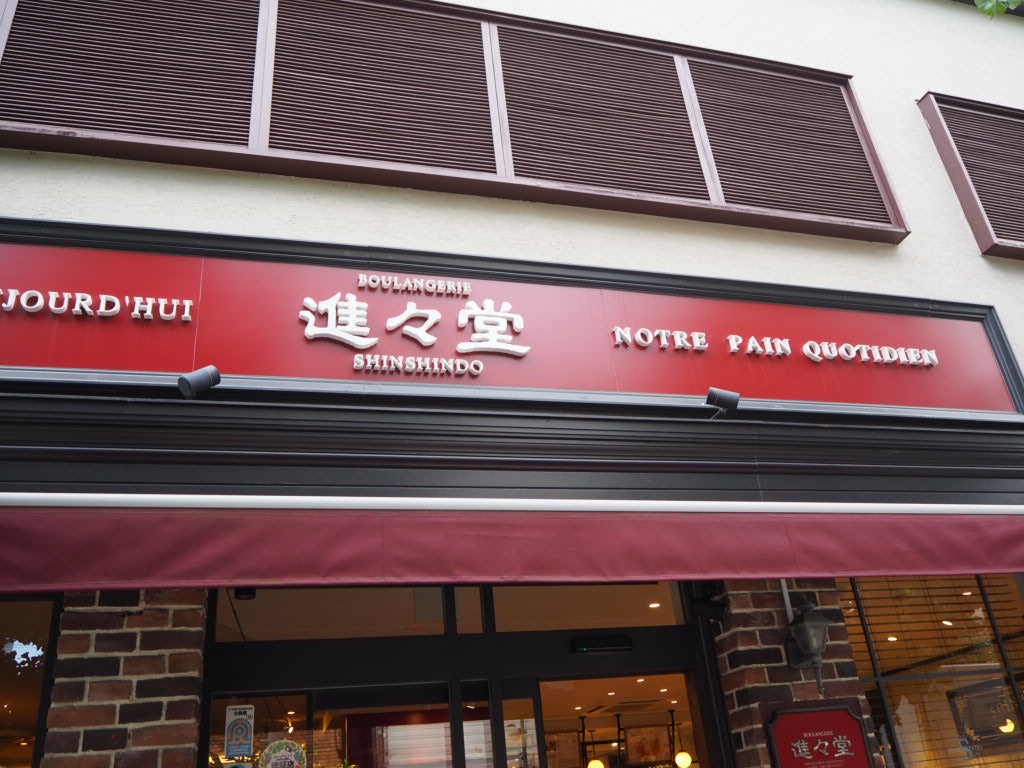 JOURD'HUI
BOULANGERIE
進々堂
SHINSHINDO
NOTRE PAIN QUOTIDIEN
BOULANGERIE
進々堂